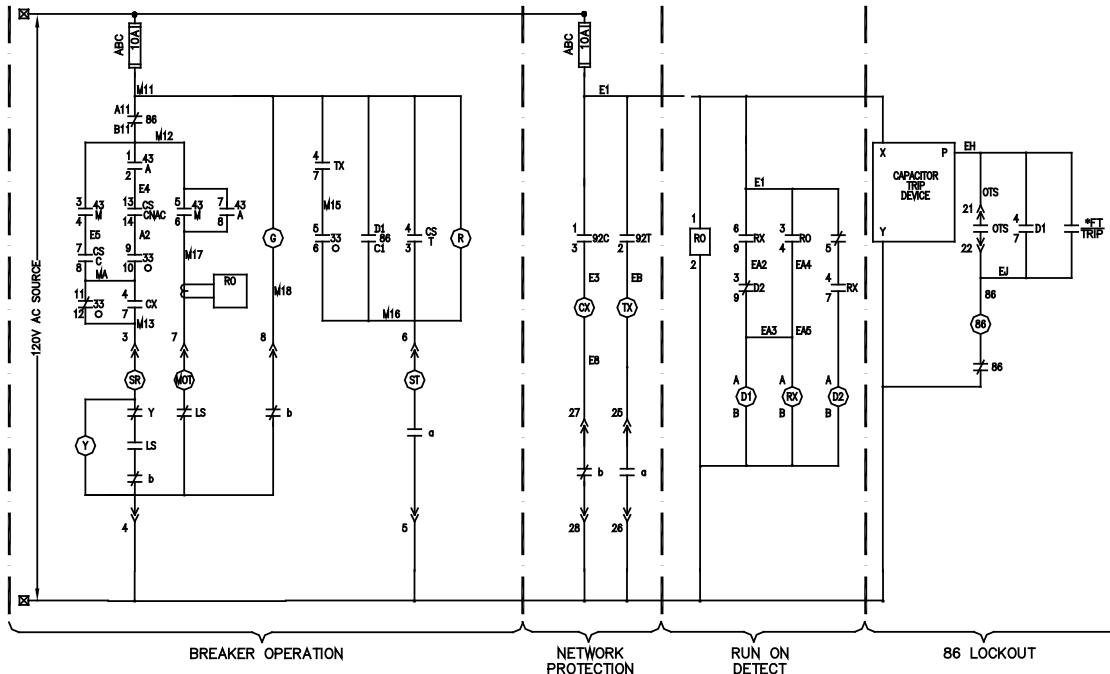 120V AC SOURCE
ABC
10A
M11
A11
86
B11
M12
1
43
2
A
3
43
4
M
E4
13
CS
14
CNAC
5
43
6
M
7
43
8
A
E5
A2
7
CS
8
C
9
33
10
O
M17
MA
11
33
12
O
4
CX
7
M13
RO
3
7
SR
MOT
Y
LS
b
Y
LS
4
G
M18
8
b
4
TX
7
M15
5
33
6
O
D1
86
C1
4
CS
3
T
R
M16
6
ST
a
5
ABC
10A
E1
1
92C
3
92T
2
E3
EB
CX
TX
E8
27
25
b
a
28
26
1
RO
2
E1
6
RX
9
3
RO
4
5
EA2
EA4
3
D2
9
4
RX
7
EA3
EA5
A
D1
B
A
RX
B
A
D2
B
X
P
CAPACITOR
TRIP
DEVICE
Y
EH
OTS
21
OTS
22
4
D1
7
*FT
TRIP
EJ
86
86
86
BREAKER OPERATION
NETWORK
PROTECTION
RUN ON
DETECT
86 LOCKOUT